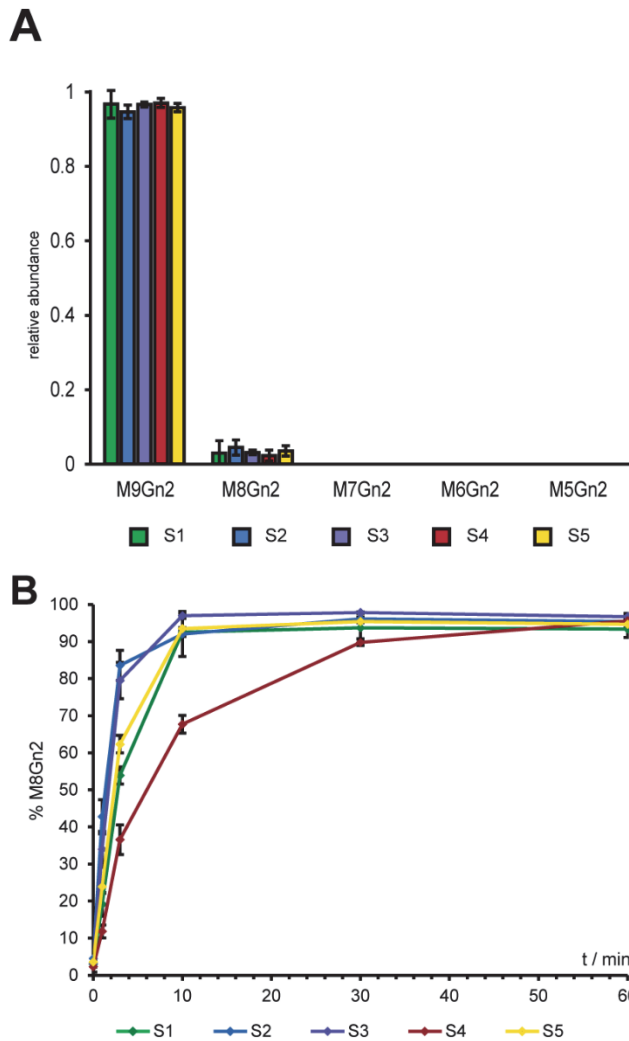 A
relative abundance
1
0.8
0.6
0.4
0.2
0
M9Gn2 M8Gn2 M7Gn2 M6Gn2 M5Gn2
S1 S2 S3 S4 S5
B
% M8Gn2
100
90
80
70
60
50
40
30
20
10
0
t / min
0 10 20 30 40 50 60
S1 S2 S3 S4 S5